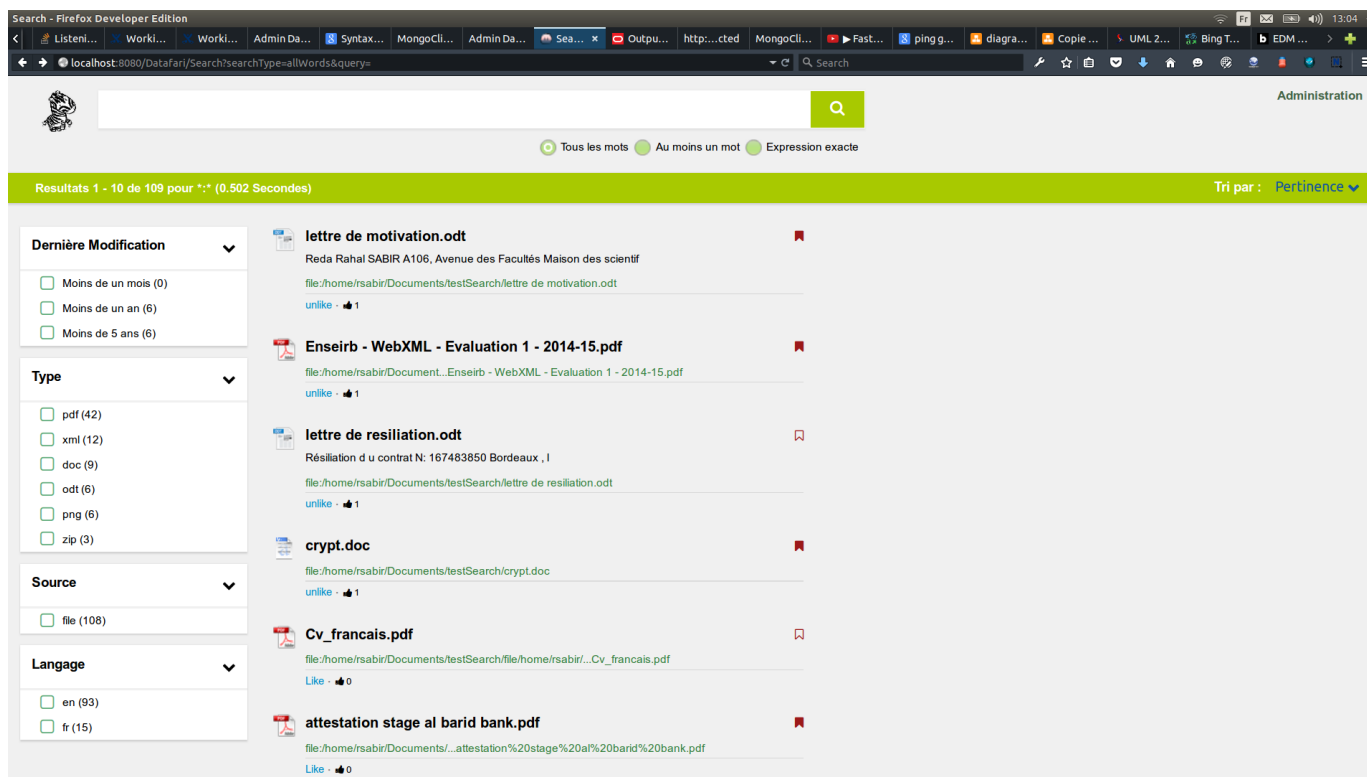 Search - Firefox Developer Edition
Fr
13:04
Listeni...
Worki...
Worki...
Admin Da...
Syntax...
MongoCli...
Admin Da...
Sea...
Outpu...
http:...cted
MongoCli...
Fast...
ping g...
diagra...
Copie ...
UML 2...
Bing T...
EDM ...
localhost:8080/Datafari/Search?searchType=allWords&query=
Search
Administration
Tous les mots
Au moins un mot
Expression exacte
Resultats 1 - 10 de 109 pour *:* (0.502 Secondes)
Tri par : Pertinence
Dernière Modification
Moins de un mois (0)
Moins de un an (6)
Moins de 5 ans (6)
Type
pdf (42)
xml (12)
doc (9)
odt (6)
png (6)
zip (3)
Source
file (108)
Langage
en (93)
fr (15)
lettre de motivation.odt
Reda Rahal SABIR A106, Avenue des Facultés Maison des scientif
file:/home/rsabir/Documents/testSearch/lettre de motivation.odt
unlike · 1
Enseirb - WebXML - Evaluation 1 - 2014-15.pdf
file:/home/rsabir/Document...Enseirb - WebXML - Evaluation 1 - 2014-15.pdf
unlike · 1
lettre de resiliation.odt
Résiliation d u contrat N: 167483850 Bordeaux , l
file:/home/rsabir/Documents/testSearch/lettre de resiliation.odt
unlike · 1
crypt.doc
file:/home/rsabir/Documents/testSearch/crypt.doc
unlike · 1
Cv_francais.pdf
file:/home/rsabir/Documents/testSearch/file/home/rsabir/...Cv_francais.pdf
Like · 0
attestation stage al barid bank.pdf
file:/home/rsabir/Documents/...attestation%20stage%20al%20barid%20bank.pdf
Like · 0